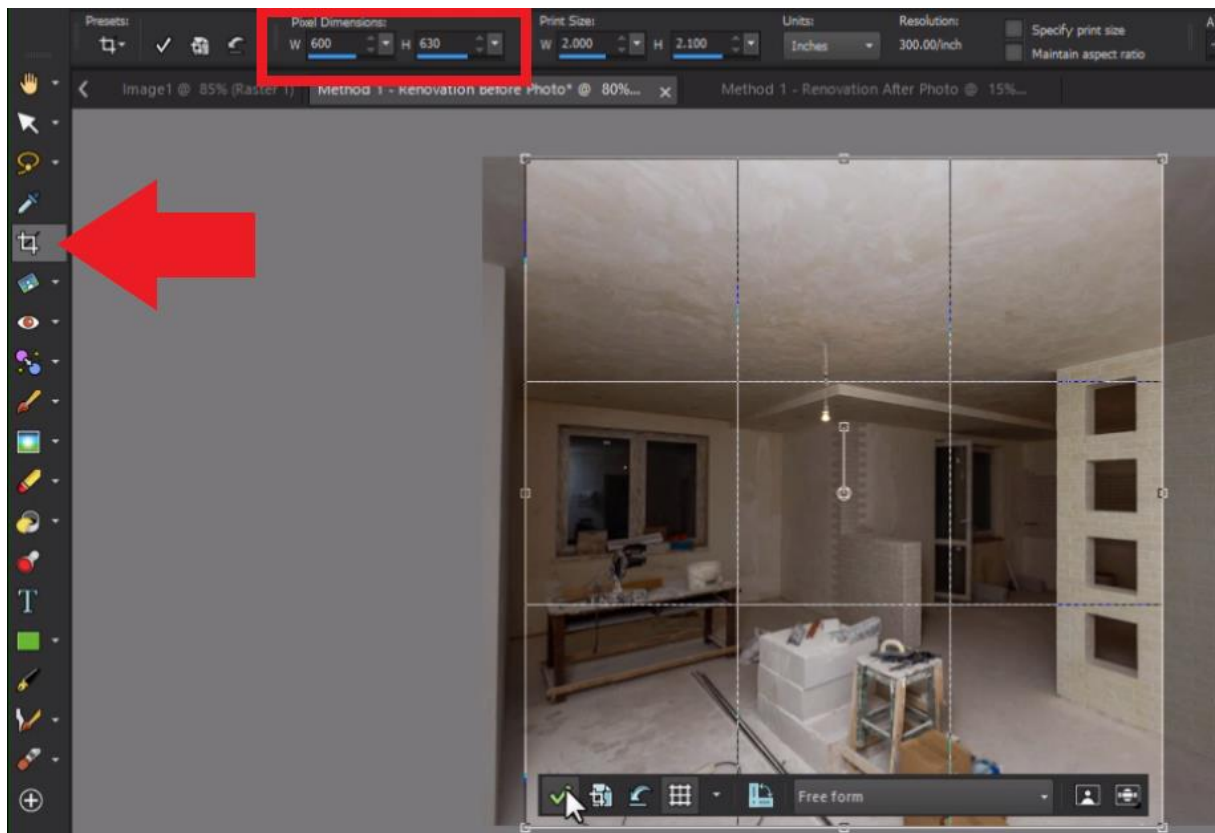 Presets:
Pixel Dimensions:
W 600 H 630
Print Size:
W 2.000 H 2.100
Units:
Inches
Resolution:
300.00/inch
Specify print size
Maintain aspect ratio
A
Image1 @ 85% (Raster 1)
Method 1 - Renovation Before Photo* @ 80%...
Method 1 - Renovation After Photo @ 15%...
T
Free form